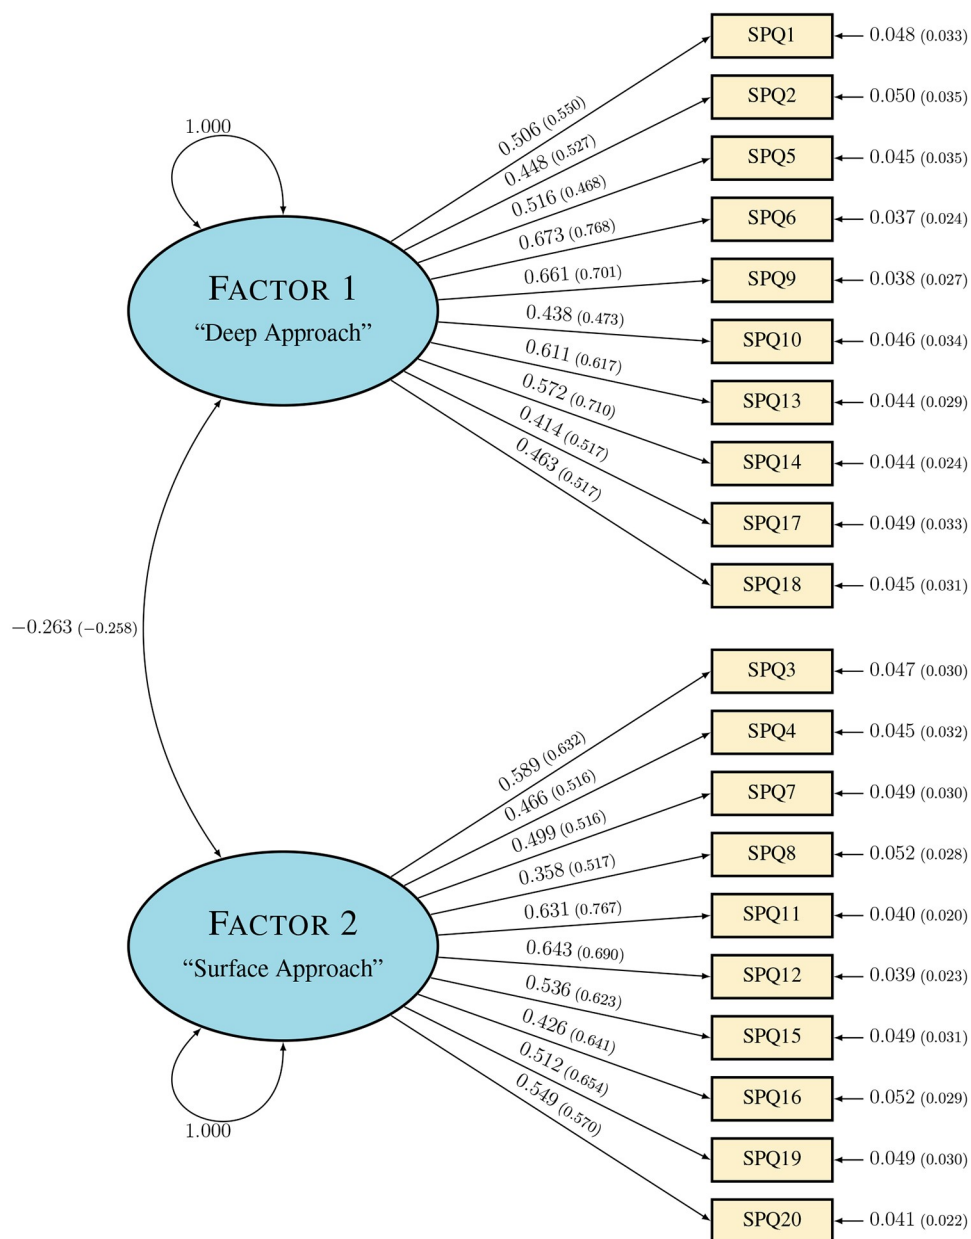 1.000
FACTOR 1
“Deep Approach”
0.506 (0.550)
0.448 (0.527)
0.516 (0.468)
0.673 (0.768)
0.661 (0.701)
0.438 (0.473)
0.611 (0.617)
0.572 (0.710)
0.414 (0.517)
0.463 (0.517)
SPQ1 0.048 (0.033)
SPQ2 0.050 (0.035)
SPQ5 0.045 (0.035)
SPQ6 0.037 (0.024)
SPQ9 0.038 (0.027)
SPQ10 0.046 (0.034)
SPQ13 0.044 (0.029)
SPQ14 0.044 (0.024)
SPQ17 0.049 (0.033)
SPQ18 0.045 (0.031)
−0.263 (−0.258)
FACTOR 2
“Surface Approach”
1.000
0.589 (0.632)
0.466 (0.516)
0.499 (0.516)
0.358 (0.517)
0.631 (0.767)
0.643 (0.690)
0.536 (0.623)
0.426 (0.641)
0.512 (0.654)
0.549 (0.570)
SPQ3 0.047 (0.030)
SPQ4 0.045 (0.032)
SPQ7 0.049 (0.030)
SPQ8 0.052 (0.028)
SPQ11 0.040 (0.020)
SPQ12 0.039 (0.023)
SPQ15 0.049 (0.031)
SPQ16 0.052 (0.029)
SPQ19 0.049 (0.030)
SPQ20 0.041 (0.022)